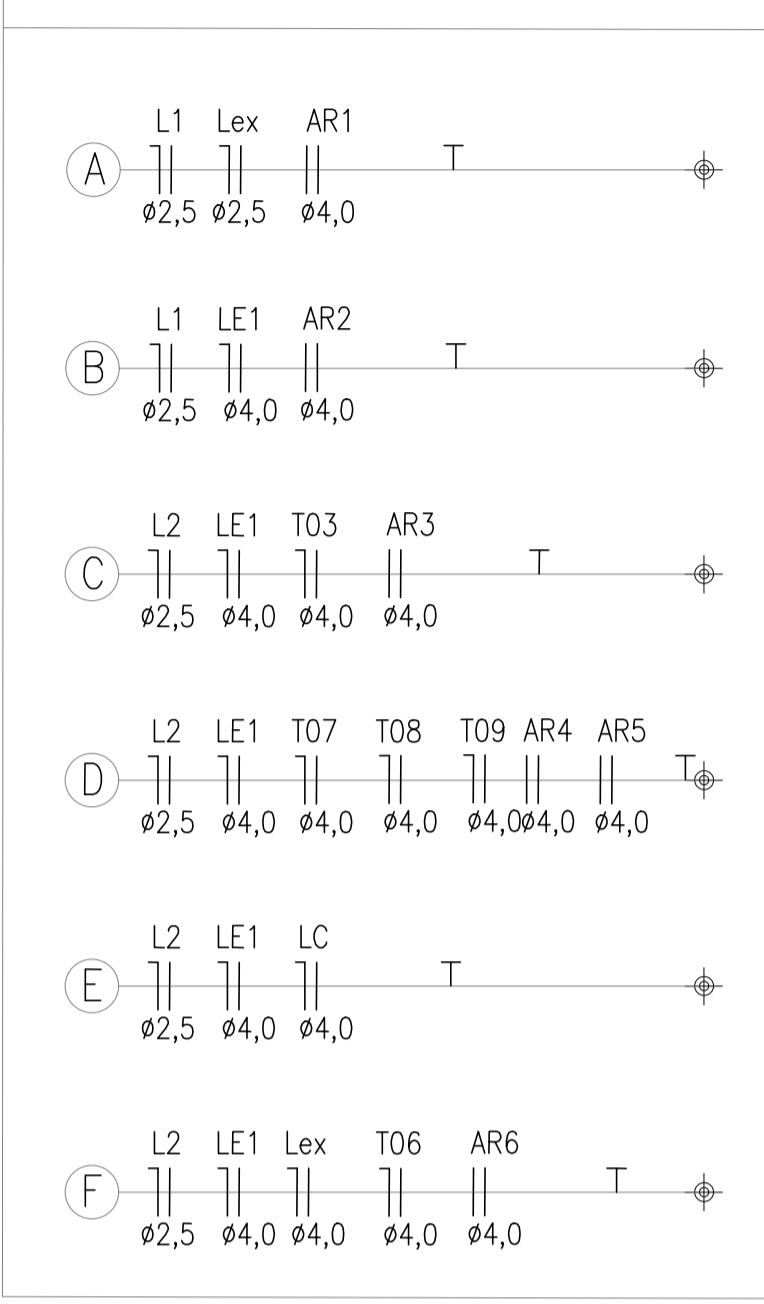 L1 Lex AR1
A T
ø2,5 ø2,5 ø4,0
L1 LE1 AR2
B T
ø2,5 ø4,0 ø4,0
L2 LE1 T03 AR3
C T
ø2,5 ø4,0 ø4,0 ø4,0
L2 LE1 T07 T08 T09 AR4 AR5
D T
ø2,5 ø4,0 ø4,0 ø4,0 ø4,0 ø4,0 ø4,0
L2 LE1 LC
E T
ø2,5 ø4,0 ø4,0
L2 LE1 Lex T06 AR6
F T
ø2,5 ø4,0 ø4,0 ø4,0 ø4,0